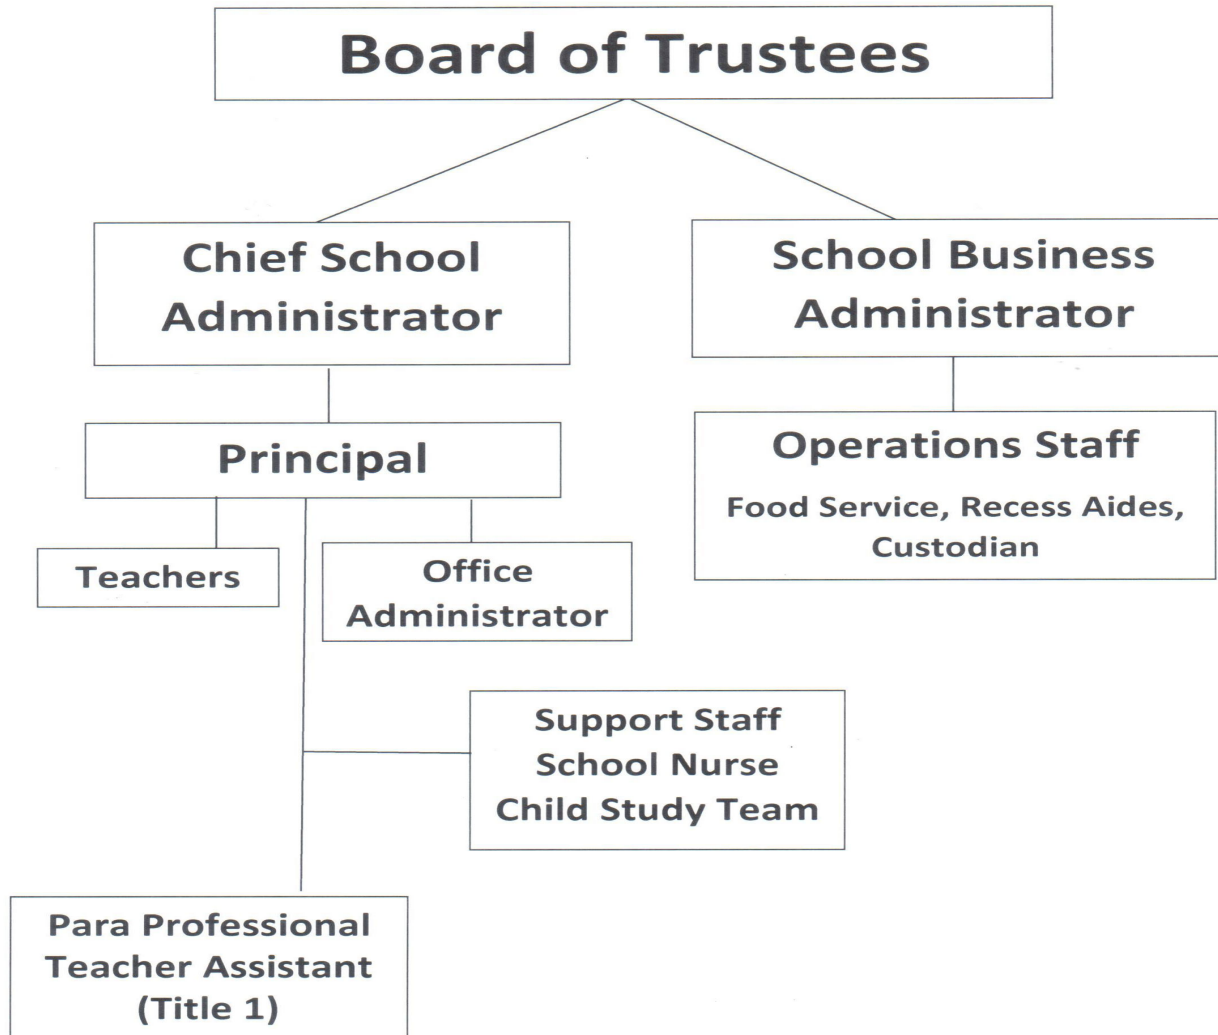 Board of Trustees
Chief School
Administrator
School Business
Administrator
Principal
Operations Staff
Food Service, Recess Aides,
Custodian
Teachers
Office
Administrator
Support Staff
School Nurse
Child Study Team
Para Professional
Teacher Assistant
(Title 1)